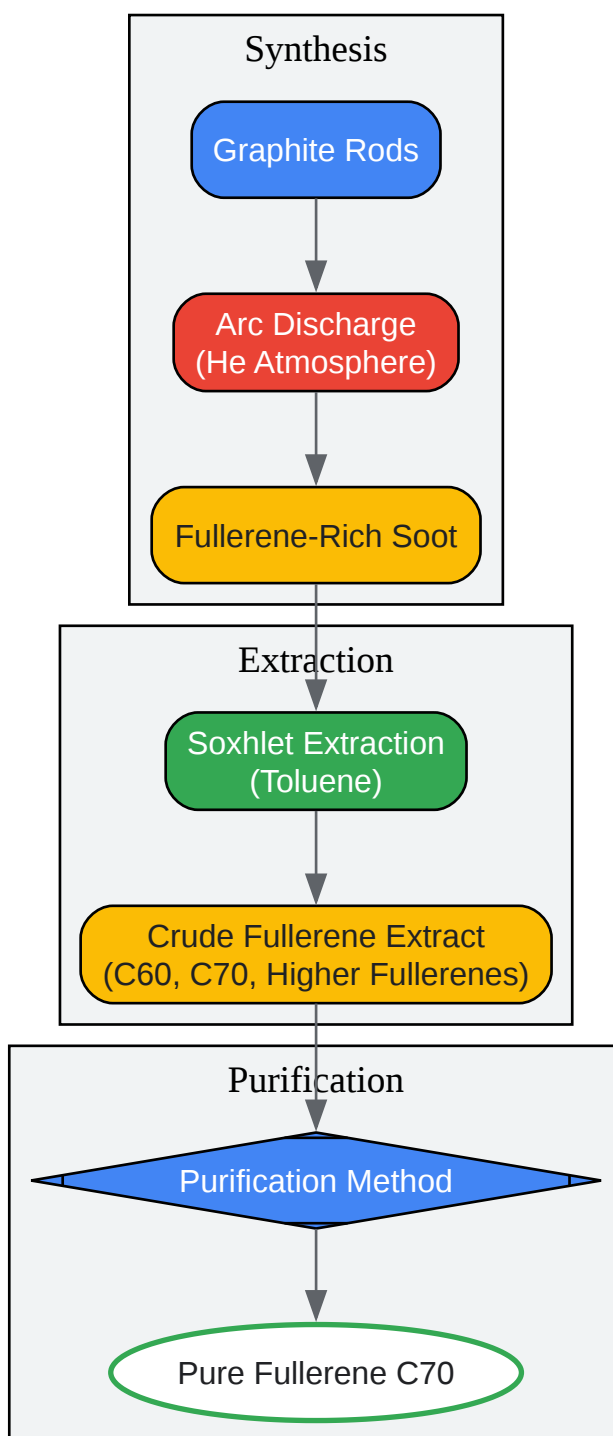 Synthesis
Graphite Rods
Arc Discharge
(He Atmosphere)
Fullerene-Rich Soot
Extraction
Soxhlet Extraction
(Toluene)
Crude Fullerene Extract
(C60, C70, Higher Fullerenes)
Purification
Purification Method
Pure Fullerene C70